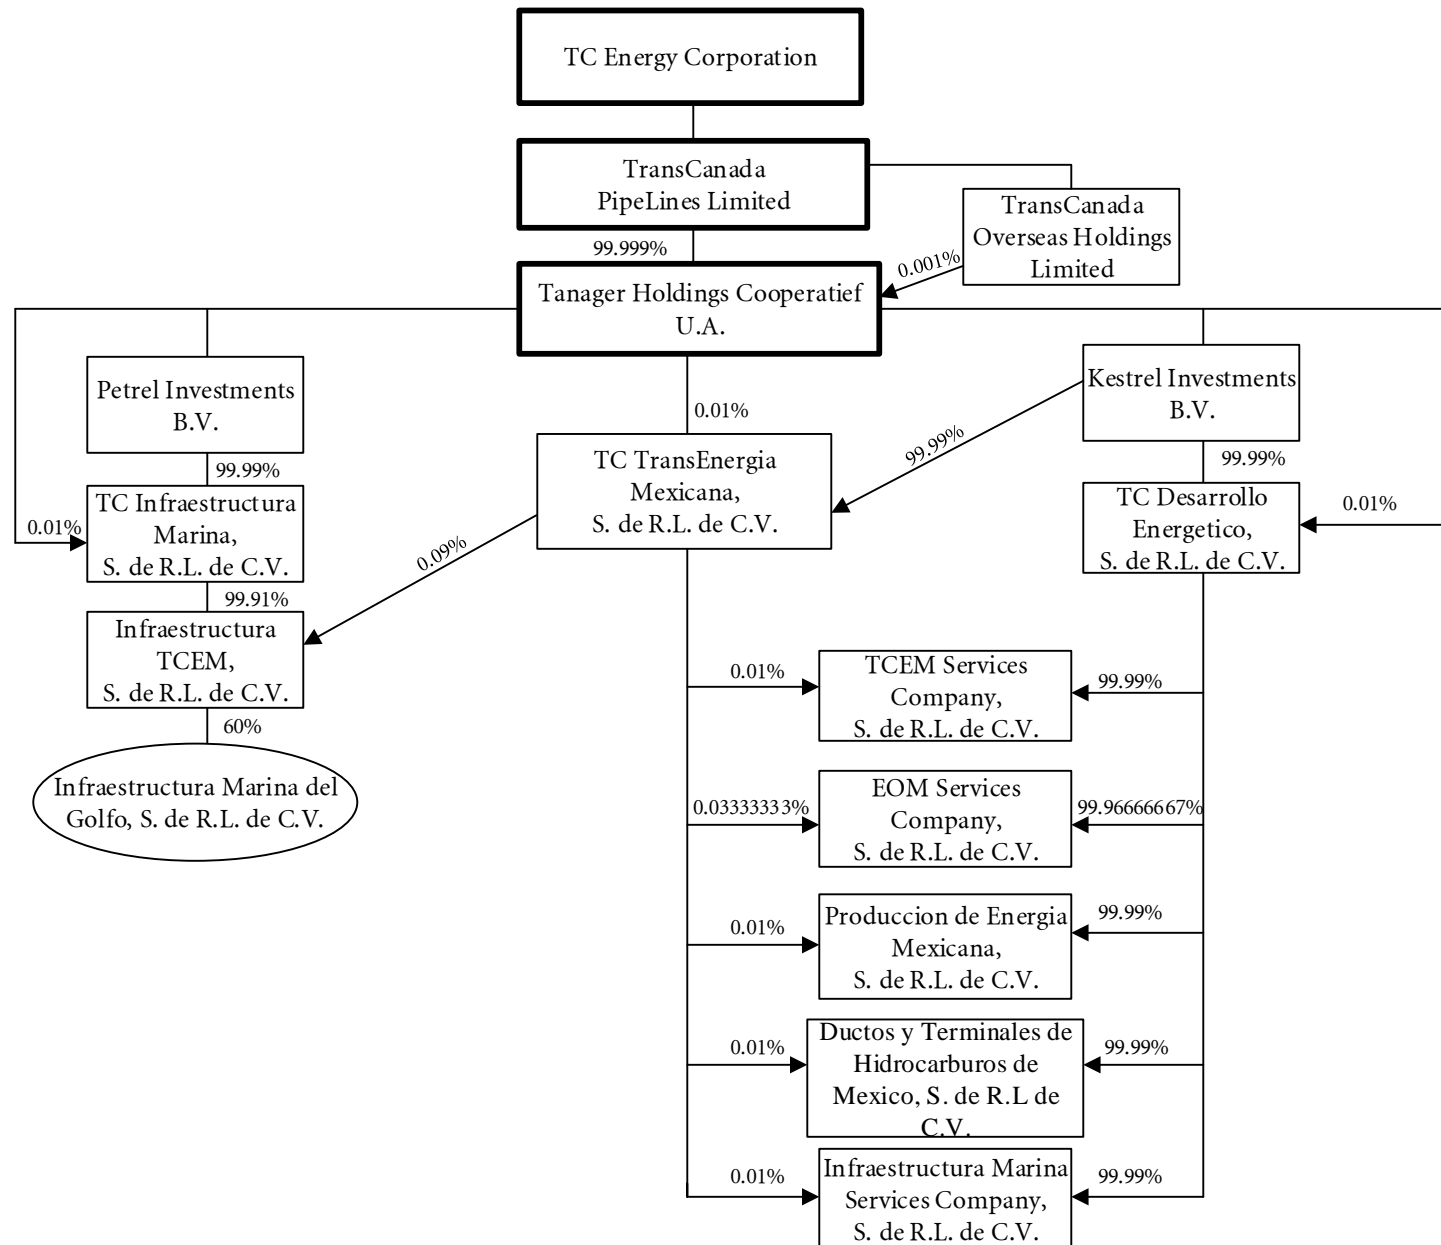 TC Energy Corporation
TransCanada
PipeLines Limited
TransCanada
Overseas Holdings
Limited
99.999%
0.001%
Tanager Holdings Cooperatief
U.A.
Petrel Investments
B.V.
Kestrel Investments
B.V.
0.01%
99.99%
99.99%
99.99%
TC TransEnergia
Mexicana,
S. de R.L. de C.V.
TC Infraestructura
Marina,
S. de R.L. de C.V.
0.01%
TC Desarrollo
Energetico,
S. de R.L. de C.V.
0.01%
0.09%
99.91%
Infraestructura
TCEM,
S. de R.L. de C.V.
60%
Infraestructura Marina del
Golfo, S. de R.L. de C.V.
0.01%
TCEM Services
Company,
S. de R.L. de C.V.
99.99%
0.03333333%
EOM Services
Company,
S. de R.L. de C.V.
99.96666667%
0.01%
Produccion de Energia
Mexicana,
S. de R.L. de C.V.
99.99%
0.01%
Ductos y Terminales de
Hidrocarburos de
Mexico, S. de R.L de
C.V.
99.99%
0.01%
Infraestructura Marina
Services Company,
S. de R.L. de C.V.
99.99%